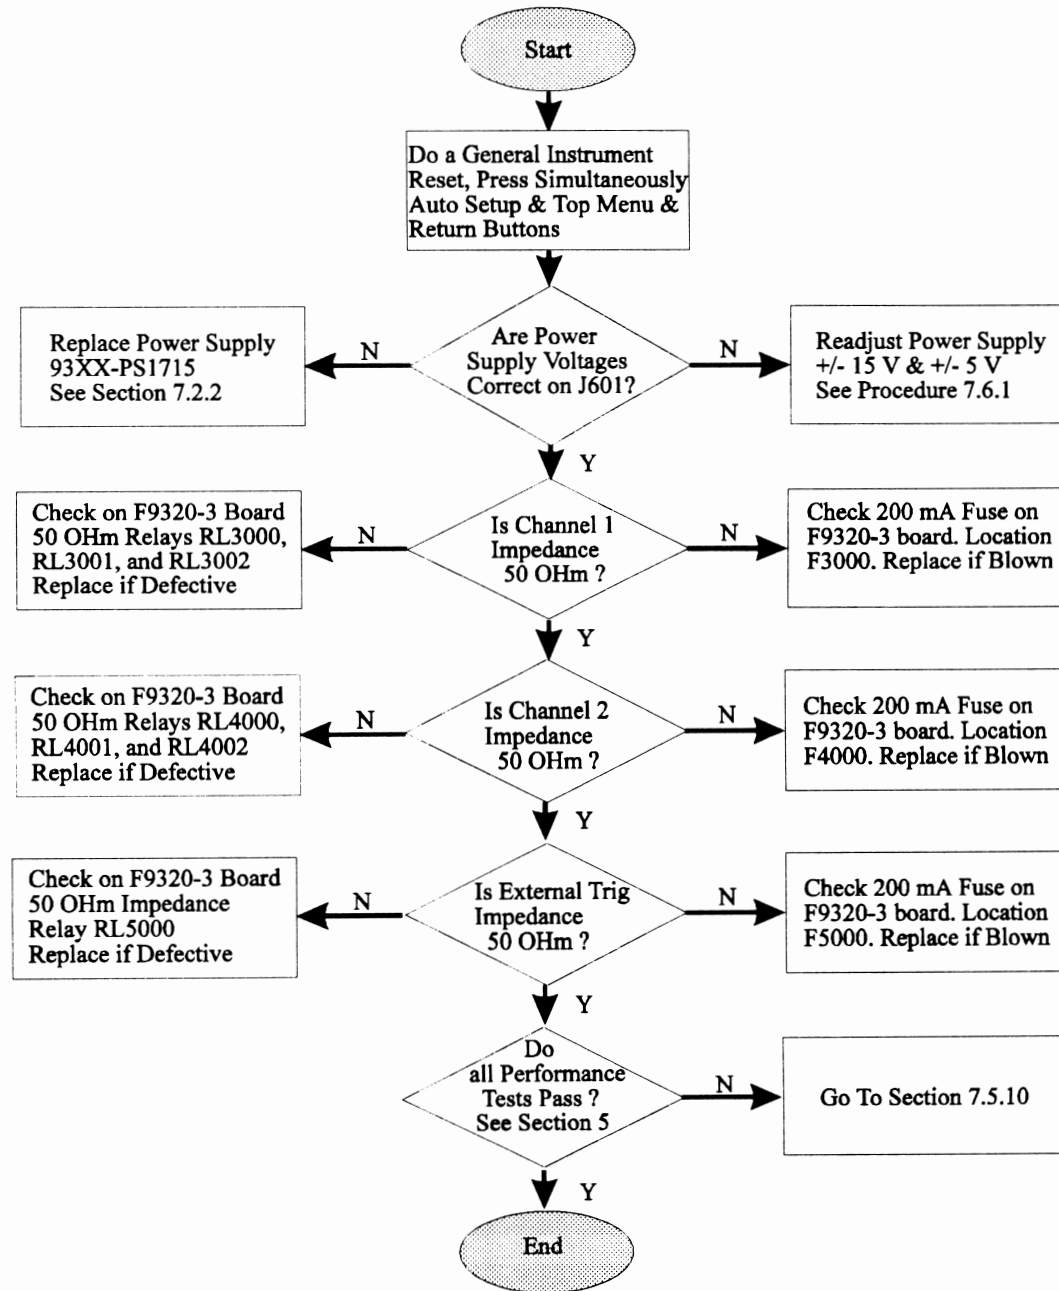 Start
Do a General Instrument
Reset, Press Simultaneously
Auto Setup & Top Menu &
Return Buttons
Are Power
Supply Voltages
Correct on J601?
N
Replace Power Supply
93XX-PS1715
See Section 7.2.2
N
Readjust Power Supply
+/- 15 V & +/- 5 V
See Procedure 7.6.1
Y
Is Channel 1
Impedance
50 OHm ?
N
Check on F9320-3 Board
50 OHm Relays RL3000,
RL3001, and RL3002
Replace if Defective
N
Check 200 mA Fuse on
F9320-3 board. Location
F3000. Replace if Blown
Y
Is Channel 2
Impedance
50 OHm ?
N
Check on F9320-3 Board
50 OHm Relays RL4000,
RL4001, and RL4002
Replace if Defective
N
Check 200 mA Fuse on
F9320-3 board. Location
F4000. Replace if Blown
Y
Is External Trig
Impedance
50 OHm ?
N
Check on F9320-3 Board
50 OHm Impedance
Relay RL5000
Replace if Defective
N
Check 200 mA Fuse on
F9320-3 board. Location
F5000. Replace if Blown
Y
Do
all Performance
Tests Pass ?
See Section 5
N
Go To Section 7.5.10
Y
End